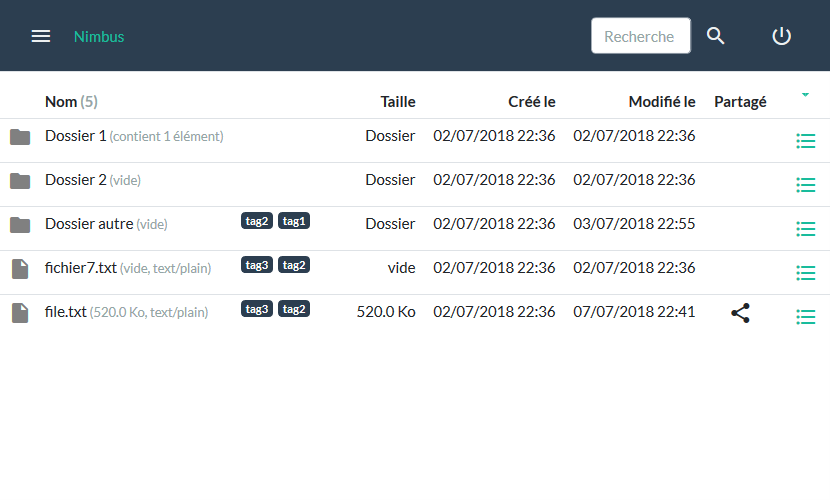 Nimbus Recherche
Nom (5) Taille Créé le Modifié le Partagé
Dossier 1 (contient 1 élément) Dossier 02/07/2018 22:36 02/07/2018 22:36
Dossier 2 (vide) Dossier 02/07/2018 22:36 02/07/2018 22:36
Dossier autre (vide) tag2 tag1 Dossier 02/07/2018 22:36 03/07/2018 22:55
fichier7.txt (vide, text/plain) tag3 tag2 vide 02/07/2018 22:36 02/07/2018 22:36
file.txt (520.0 Ko, text/plain) tag3 tag2 520.0 Ko 02/07/2018 22:36 07/07/2018 22:41